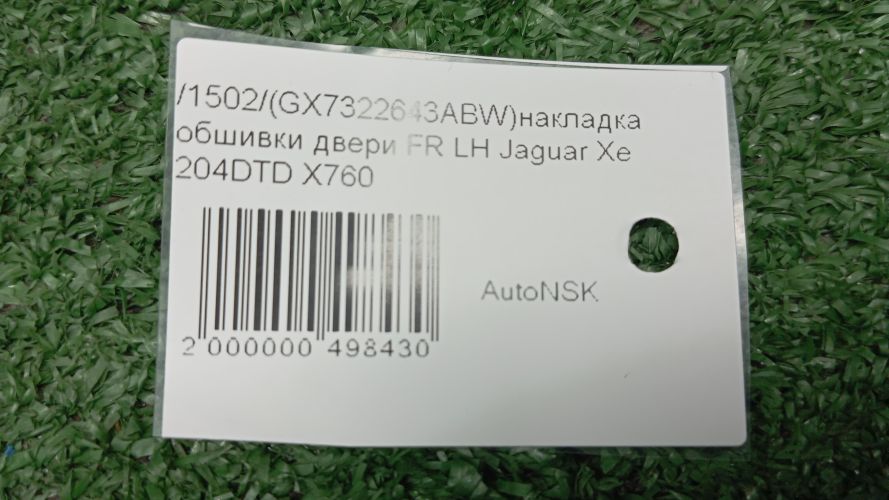 /1502/(GX7322643ABW)накладка
обшивки двери FR LH Jaguar Xe
204DTD X760
AutoNSK
2 000000 498430